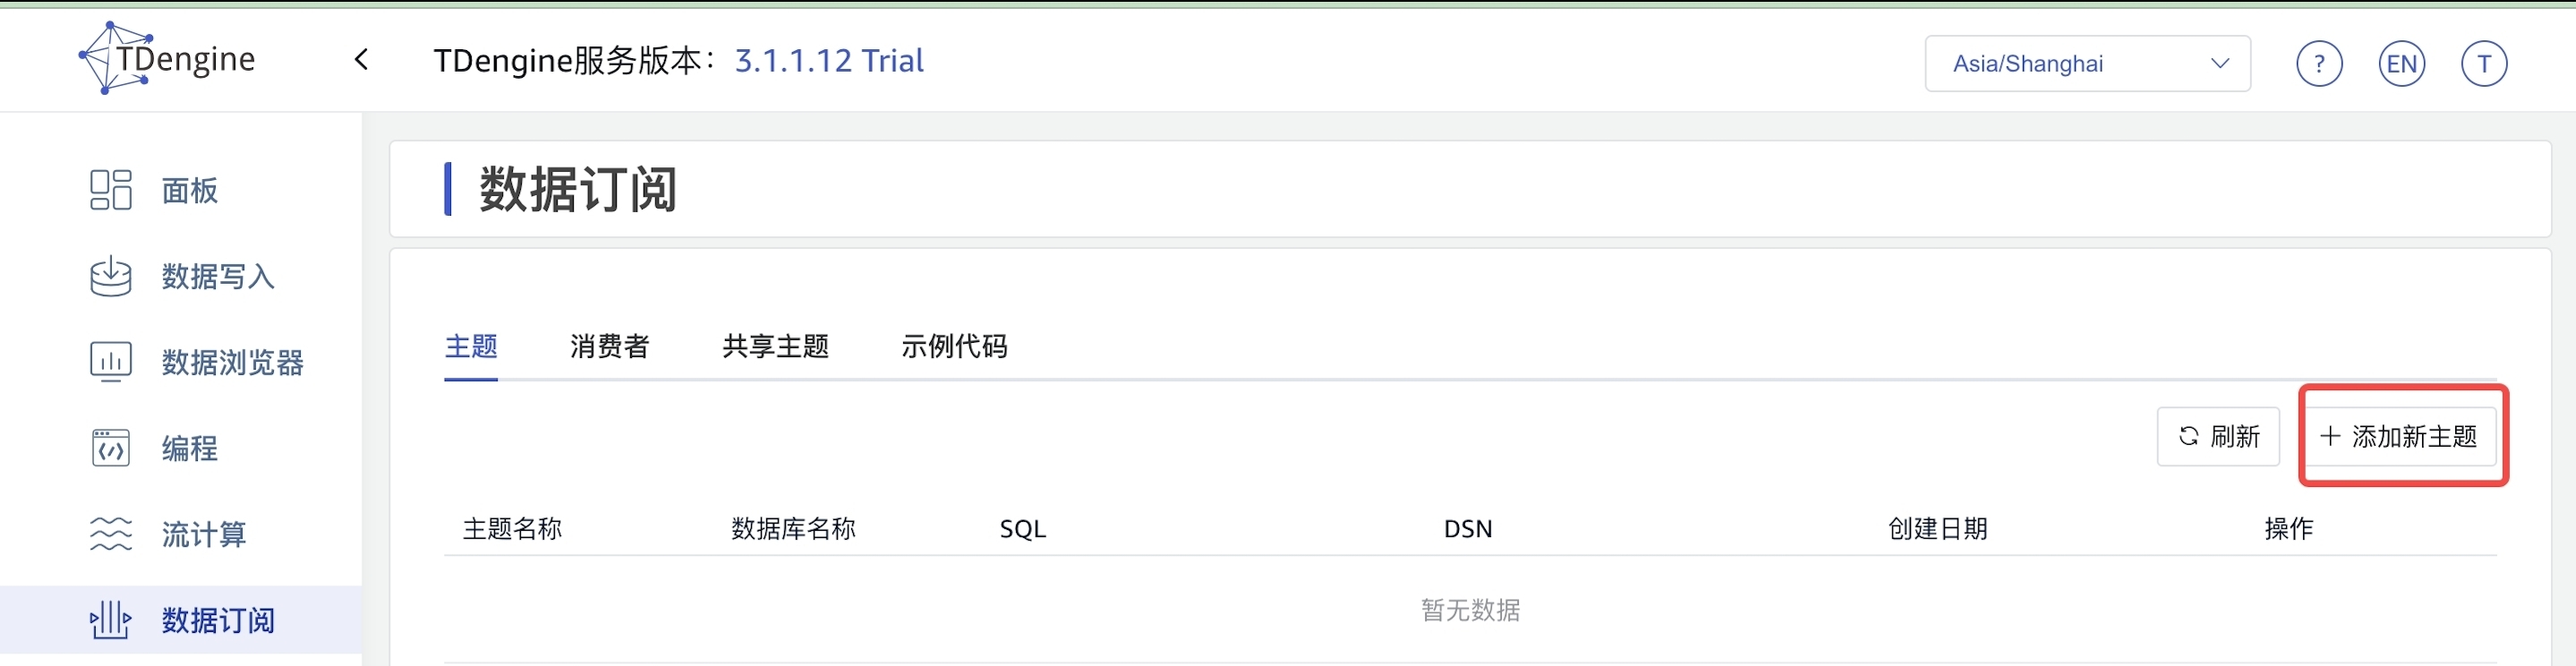 TDengine
TDengine服务版本：3.1.1.12 Trial
Asia/Shanghai
?
EN
T
面板
数据写入
数据浏览器
编程
流计算
数据订阅
数据订阅
主题 消费者 共享主题 示例代码
刷新
+ 添加新主题
主题名称 数据库名称 SQL DSN 创建日期 操作
暂无数据